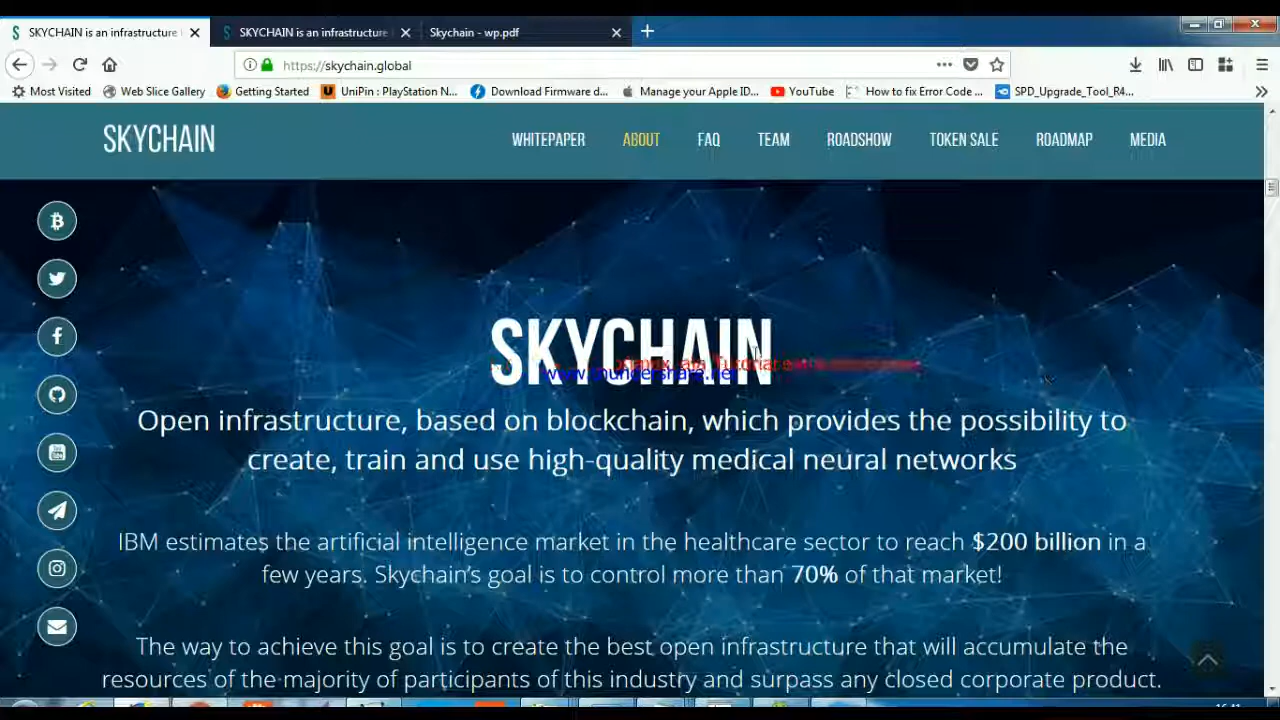 SKYCHAIN is an infrastructure
SKYCHAIN is an infrastructure
Skychain - wp.pdf
https://skychain.global
Most Visited
Web Slice Gallery
Getting Started
UniPin : PlayStation N...
Download Firmware d...
Manage your Apple ID...
YouTube
How to fix Error Code ...
SPD_Upgrade_Tool_R4...
SKYCHAIN
WHITEPAPER
ABOUT
FAQ
TEAM
ROADSHOW
TOKEN SALE
ROADMAP
MEDIA
SKYCHAIN
Tutorial
www.thundershare.net
Open infrastructure, based on blockchain, which provides the possibility to
create, train and use high-quality medical neural networks
IBM estimates the artificial intelligence market in the healthcare sector to reach $200 billion in a
few years. Skychain's goal is to control more than 70% of that market!
The way to achieve this goal is to create the best open infrastructure that will accumulate the
resources of the majority of participants of this industry and surpass any closed corporate product.